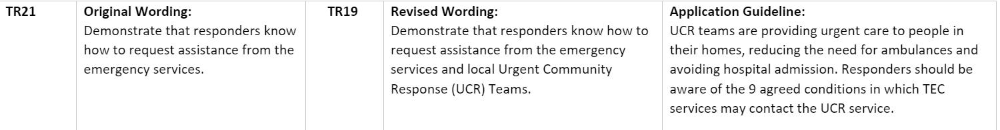 TR21
Original Wording:
Demonstrate that responders know
how to request assistance from the
emergency services.
TR19
Revised Wording:
Demonstrate that responders know how to
request assistance from the emergency
services and local Urgent Community
Response (UCR) Teams.
Application Guideline:
UCR teams are providing urgent care to people in
their homes, reducing the need for ambulances and
avoiding hospital admission. Responders should be
aware of the 9 agreed conditions in which TEC
services may contact the UCR service.